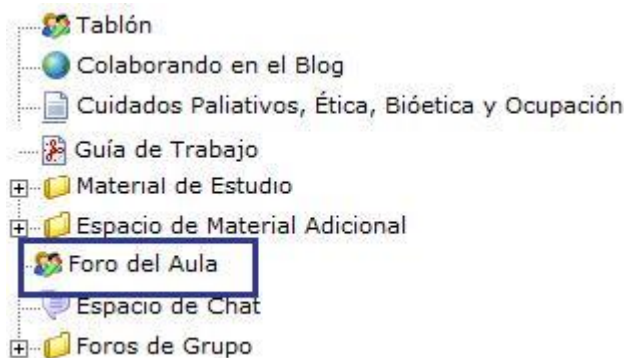 Tablón
Colaborando en el Blog
Cuidados Paliativos, Ética, Bióetica y Ocupación
Guía de Trabajo
Material de Estudio
Espacio de Material Adicional
Foro del Aula
Espacio de Chat
Foros de Grupo